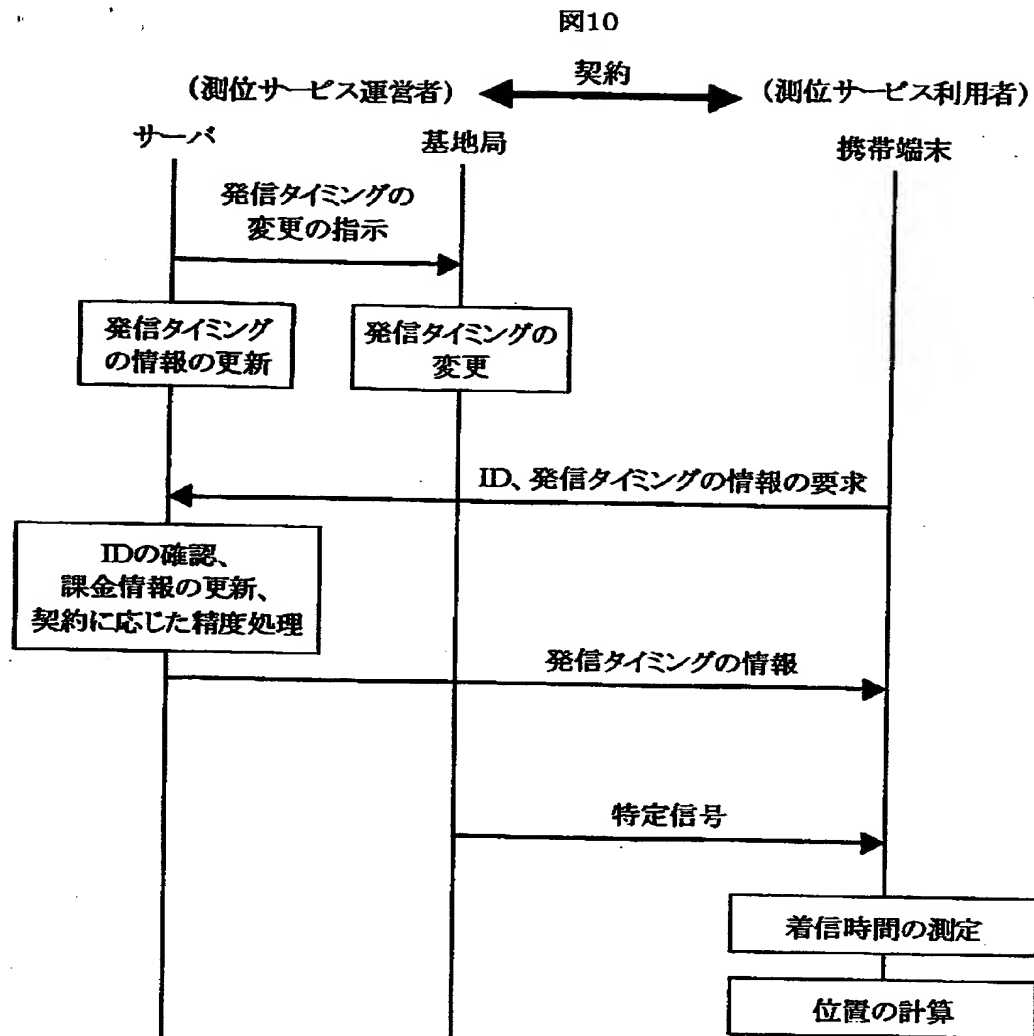 図10
契約
(測位サービス運営者)
(測位サービス利用者)
サーバ
基地局
携帯端末
発信タイミングの
変更の指示
発信タイミング
の情報の更新
発信タイミングの
変更
ID、発信タイミングの情報の要求
IDの確認、
課金情報の更新、
契約に応じた精度処理
発信タイミングの情報
特定信号
着信時間の測定
位置の計算